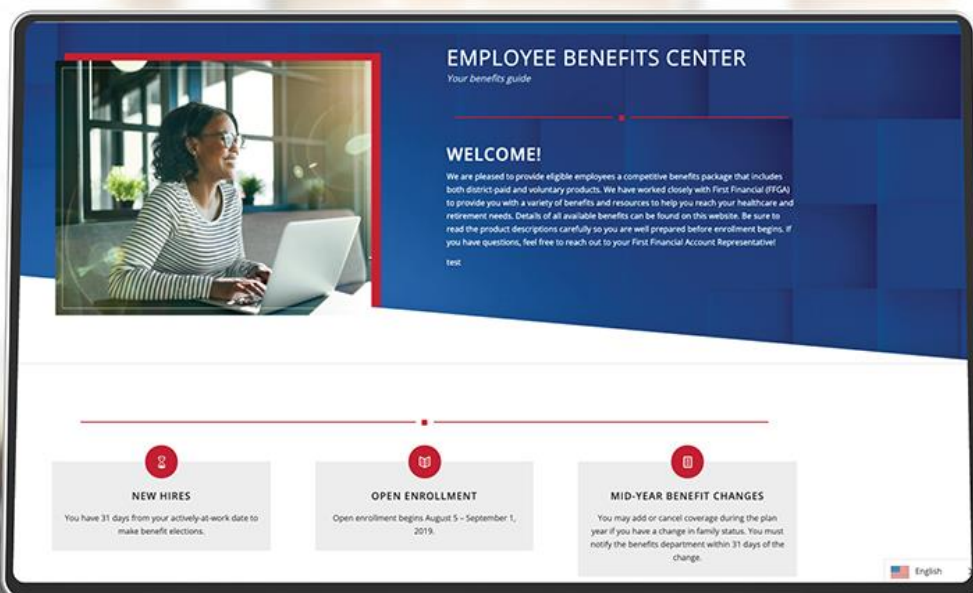 EMPLOYEE BENEFITS CENTER
Your benefits guide
WELCOME!
We are pleased to provide eligible employees a competitive benefits package that includes
both district-paid and voluntary products. We have worked closely with First Financial (FFGA)
to provide you with a variety of benefits and resources to help you reach your healthcare and
retirement needs. Details of all available benefits can be found on this website. Be sure to
read the product descriptions carefully so you are well prepared before enrollment begins. If
you have questions, feel free to reach out to your First Financial Account Representative!
test
NEW HIRES
You have 31 days from your actively-at-work date to
make benefit elections.
OPEN ENROLLMENT
Open enrollment begins August 5 – September 1,
2019.
MID-YEAR BENEFIT CHANGES
You may add or cancel coverage during the plan
year if you have a change in family status. You must
notify the benefits department within 31 days of the
change.
English